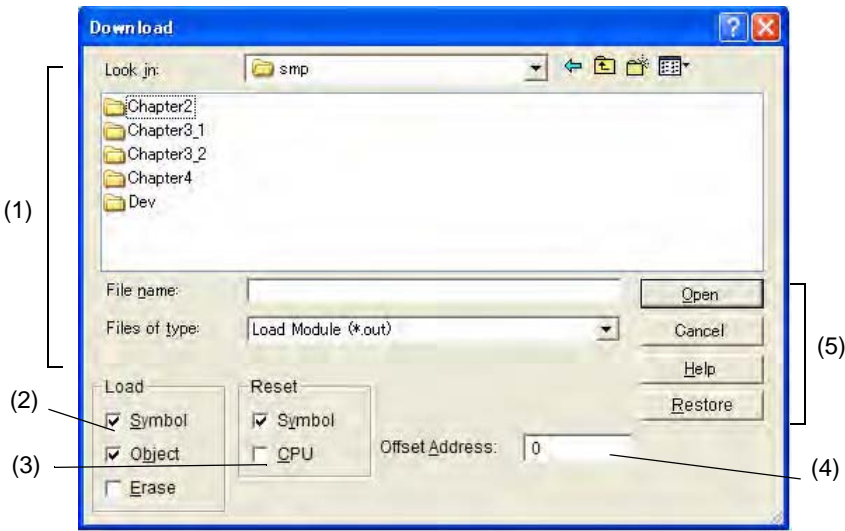 Download
Look in:
smp
Chapter2
Chapter3_1
Chapter3_2
Chapter4
Dev
(1)
File name:
Open
Files of type:
Load Module (*.out)
Cancel
(5)
Help
Load
Reset
Restore
(2)
Symbol
Symbol
Object
CPU
Offset Address:
0
(3)
(4)
Erase